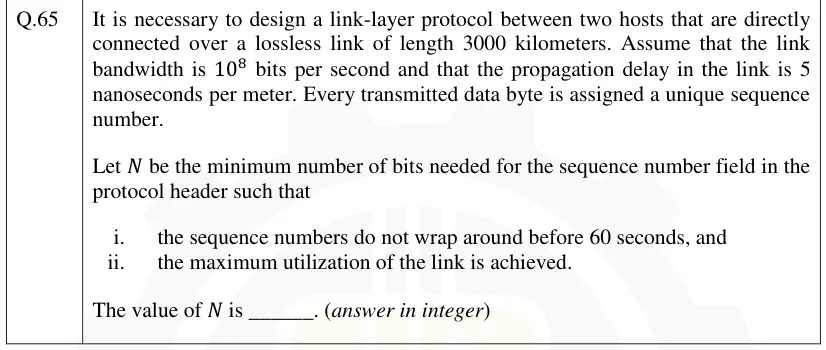 Q.65 It is necessary to design a link-layer protocol between two hosts that are directly
connected over a lossless link of length 3000 kilometers. Assume that the link
bandwidth is 10⁸ bits per second and that the propagation delay in the link is 5
nanoseconds per meter. Every transmitted data byte is assigned a unique sequence
number.
Let N be the minimum number of bits needed for the sequence number field in the
protocol header such that
i. the sequence numbers do not wrap around before 60 seconds, and
ii. the maximum utilization of the link is achieved.
The value of N is ______. (answer in integer)